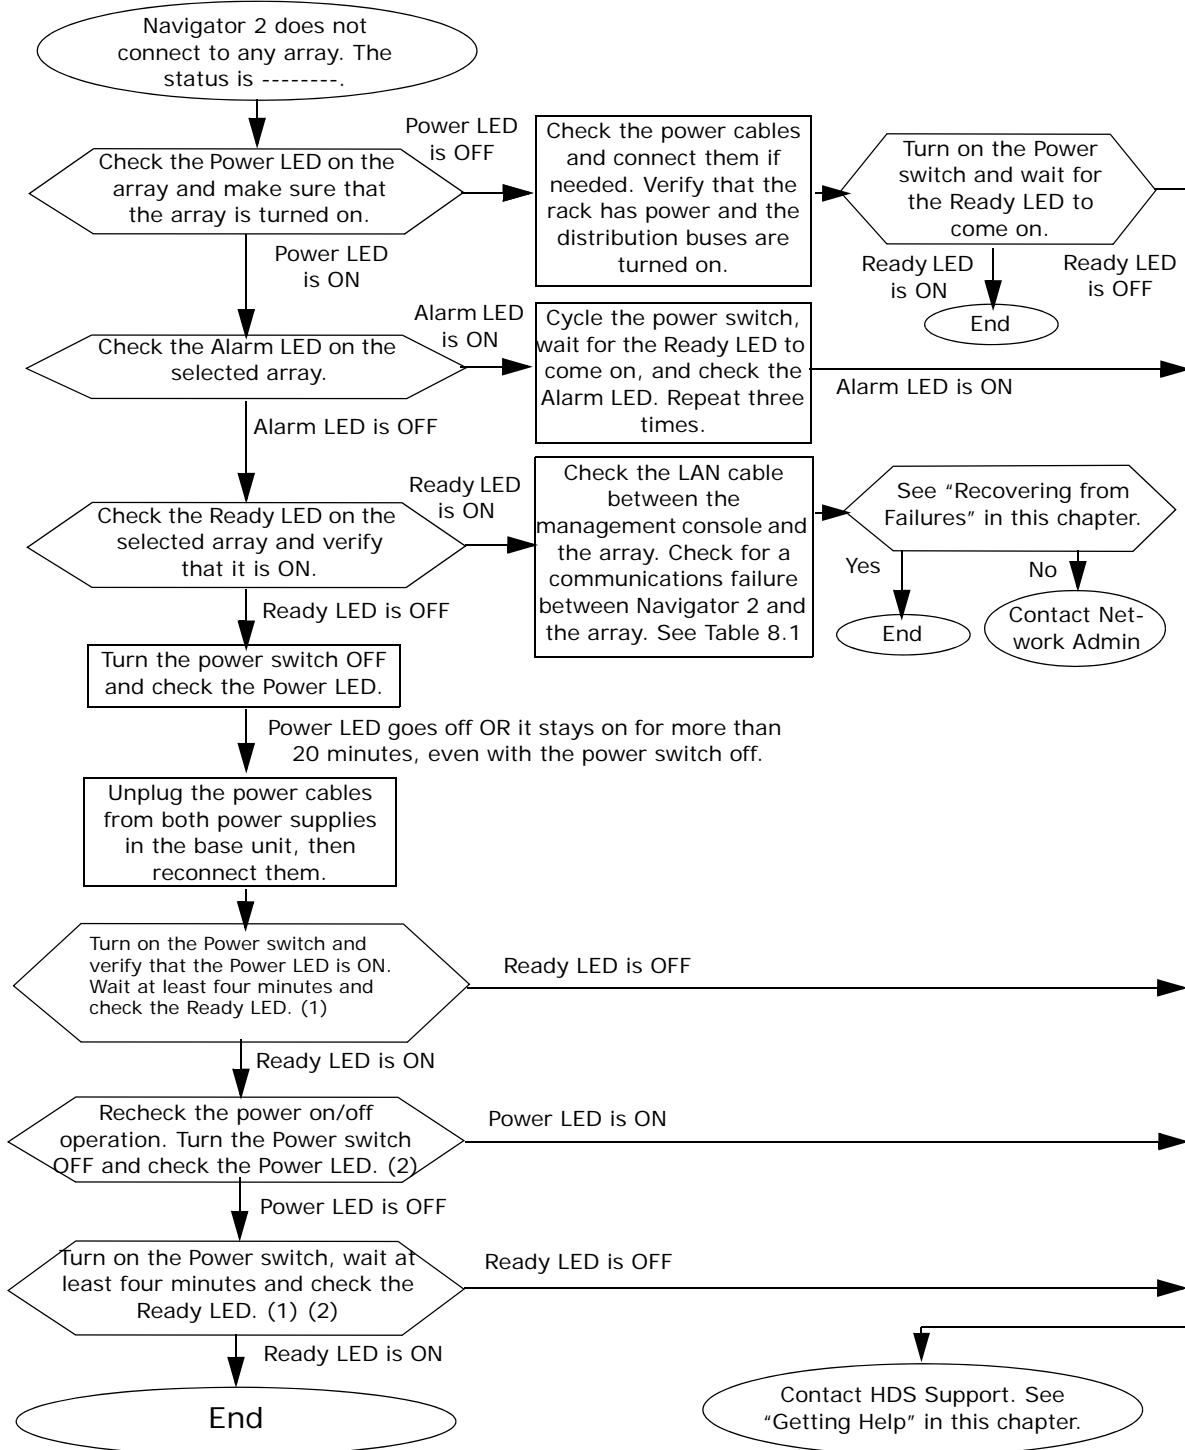 Navigator 2 does not
connect to any array. The
status is --------.
Power LED
is OFF
Check the Power LED on the
array and make sure that
the array is turned on.
Check the power cables
and connect them if
needed. Verify that the
rack has power and the
distribution buses are
turned on.
Turn on the Power
switch and wait for
the Ready LED to
come on.
Power LED
is ON
Ready LED
is ON
Ready LED
is OFF
End
Alarm LED
is ON
Check the Alarm LED on the
selected array.
Cycle the power switch,
wait for the Ready LED to
come on, and check the
Alarm LED. Repeat three
times.
Alarm LED is ON
Alarm LED is OFF
Ready LED
is ON
Check the Ready LED on the
selected array and verify
that it is ON.
Check the LAN cable
between the
management console and
the array. Check for a
communications failure
between Navigator 2 and
the array. See Table 8.1
See “Recovering from
Failures” in this chapter.
Yes
No
End
Contact Net-
work Admin
Ready LED is OFF
Turn the power switch OFF
and check the Power LED.
Power LED goes off OR it stays on for more than
20 minutes, even with the power switch off.
Unplug the power cables
from both power supplies
in the base unit, then
reconnect them.
Turn on the Power switch and
verify that the Power LED is ON.
Wait at least four minutes and
check the Ready LED. (1)
Ready LED is OFF
Ready LED is ON
Recheck the power on/off
operation. Turn the Power switch
OFF and check the Power LED. (2)
Power LED is ON
Power LED is OFF
Turn on the Power switch, wait at
least four minutes and check the
Ready LED. (1) (2)
Ready LED is OFF
Ready LED is ON
End
Contact HDS Support. See
“Getting Help” in this chapter.